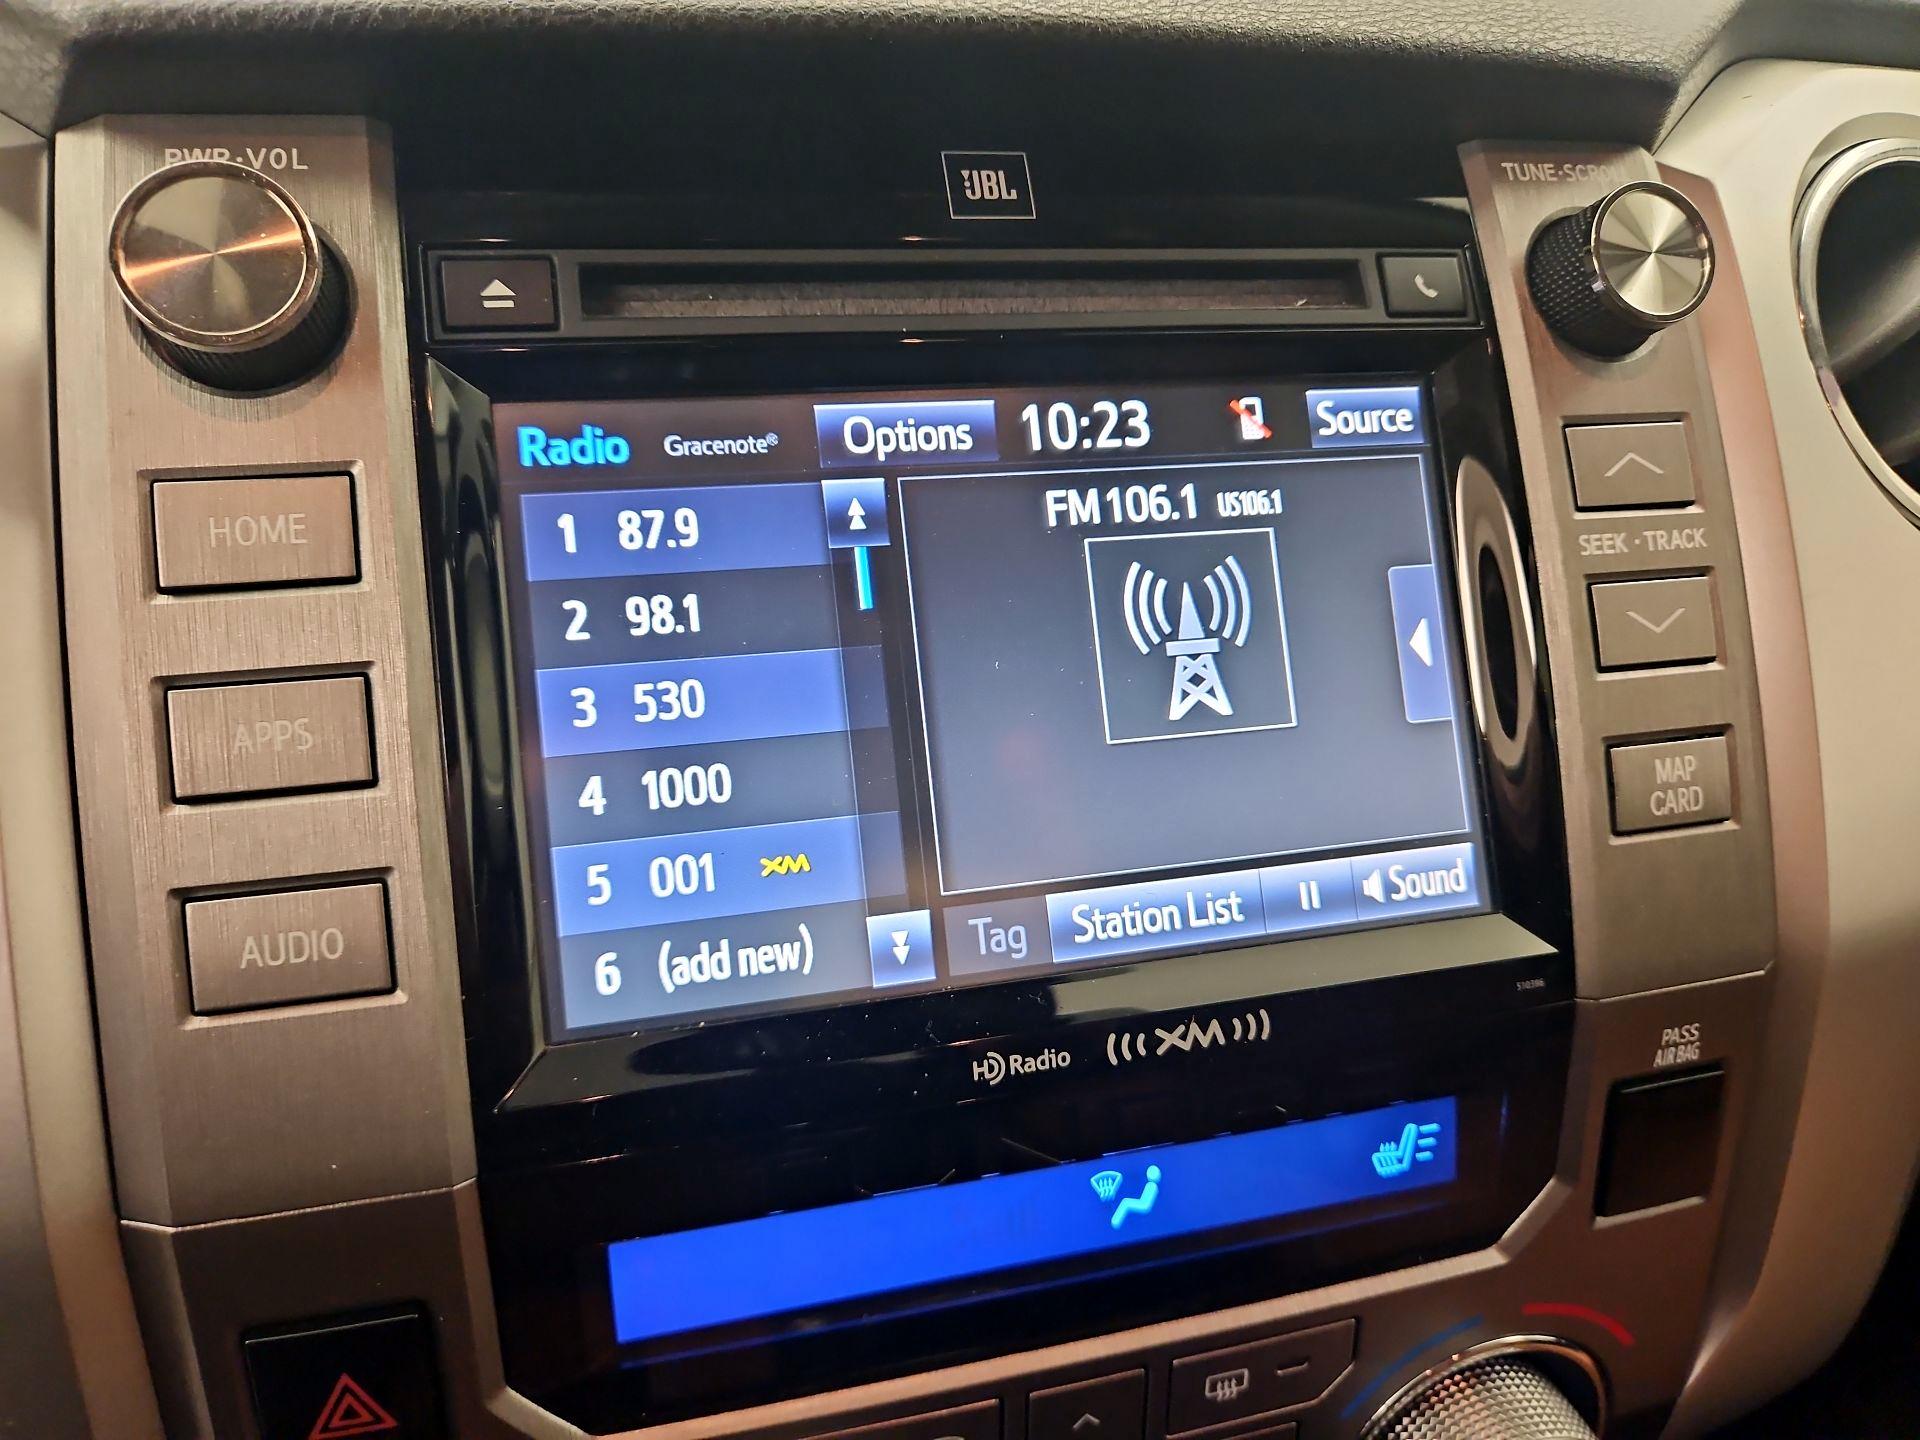 PWR·VOL
JBL
TUNE·SCROLL
Radio Gracenote® Options 10:23 Source
1 87.9
2 98.1
3 530
4 1000
5 001 XM
6 (add new)
FM 106.1 US106.1
Tag Station List Sound
HD Radio XM
510396
HOME
APPS
AUDIO
SEEK·TRACK
MAP
CARD
PASS
AIRBAG